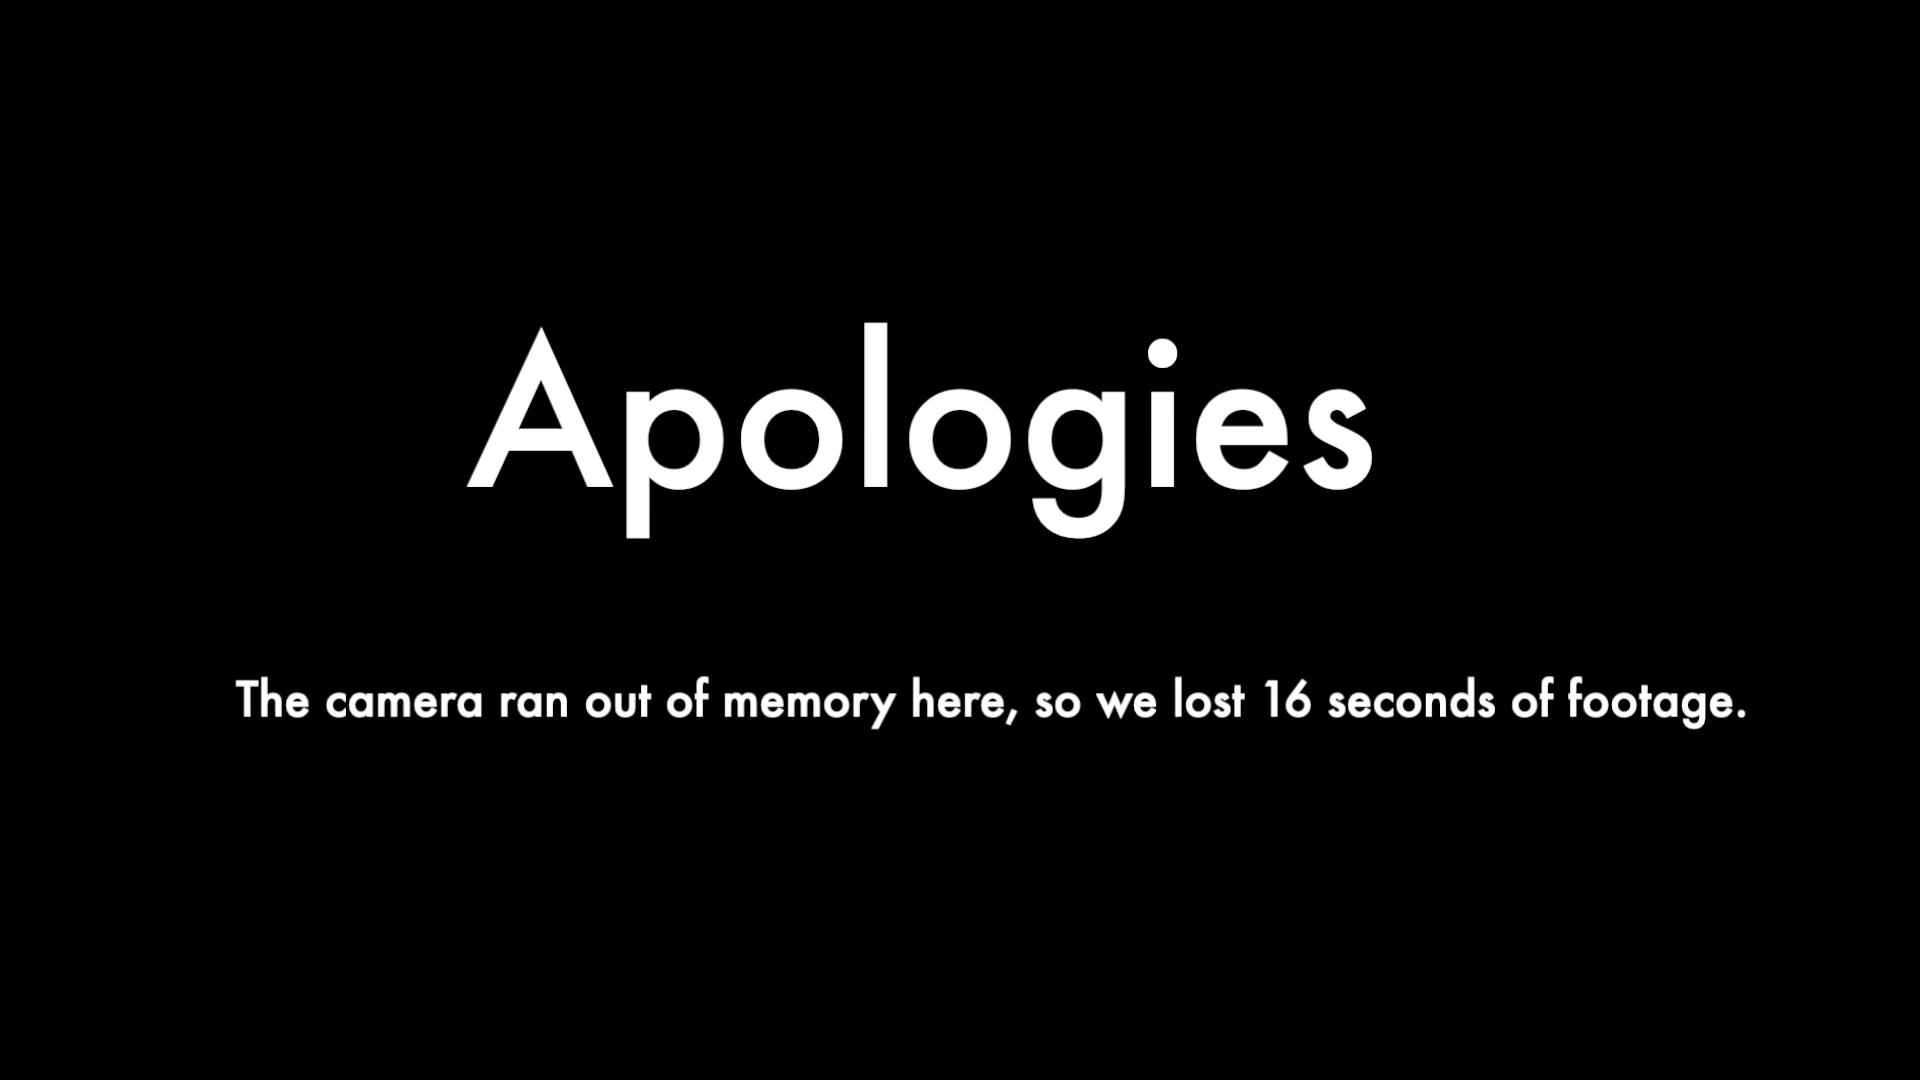 Apologies
The camera ran out of memory here, so we lost 16 seconds of footage.